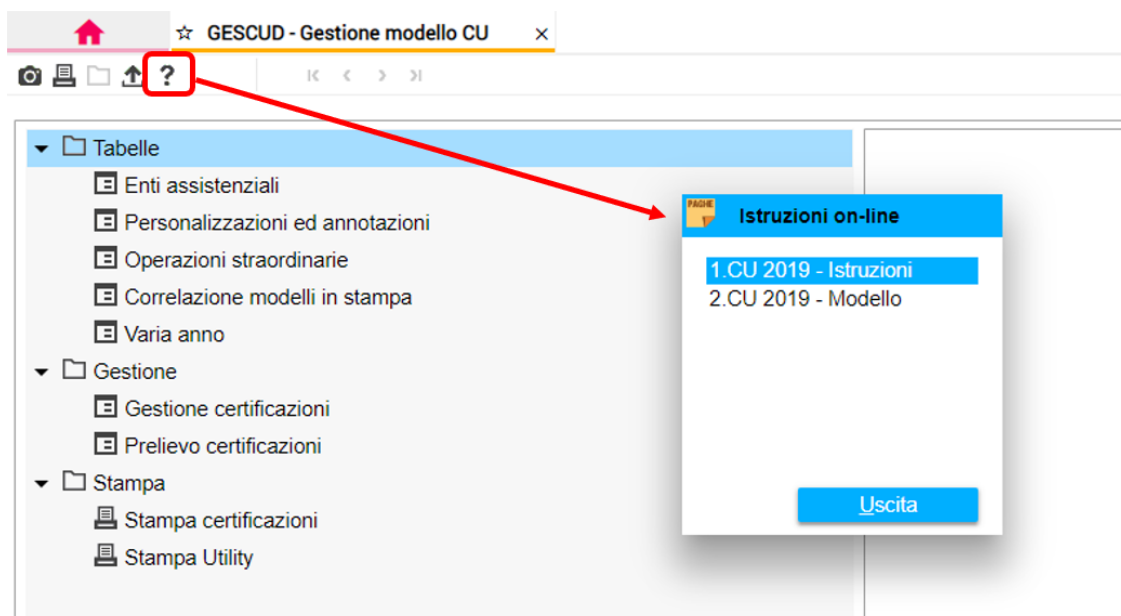 GESCUD - Gestione modello CU
?
Tabelle
Enti assistenziali
Personalizzazioni ed annotazioni
Operazioni straordinarie
Correlazione modelli in stampa
Varia anno
Gestione
Gestione certificazioni
Prelievo certificazioni
Stampa
Stampa certificazioni
Stampa Utility
PAGHE
Istruzioni on-line
1.CU 2019 - Istruzioni
2.CU 2019 - Modello
Uscita